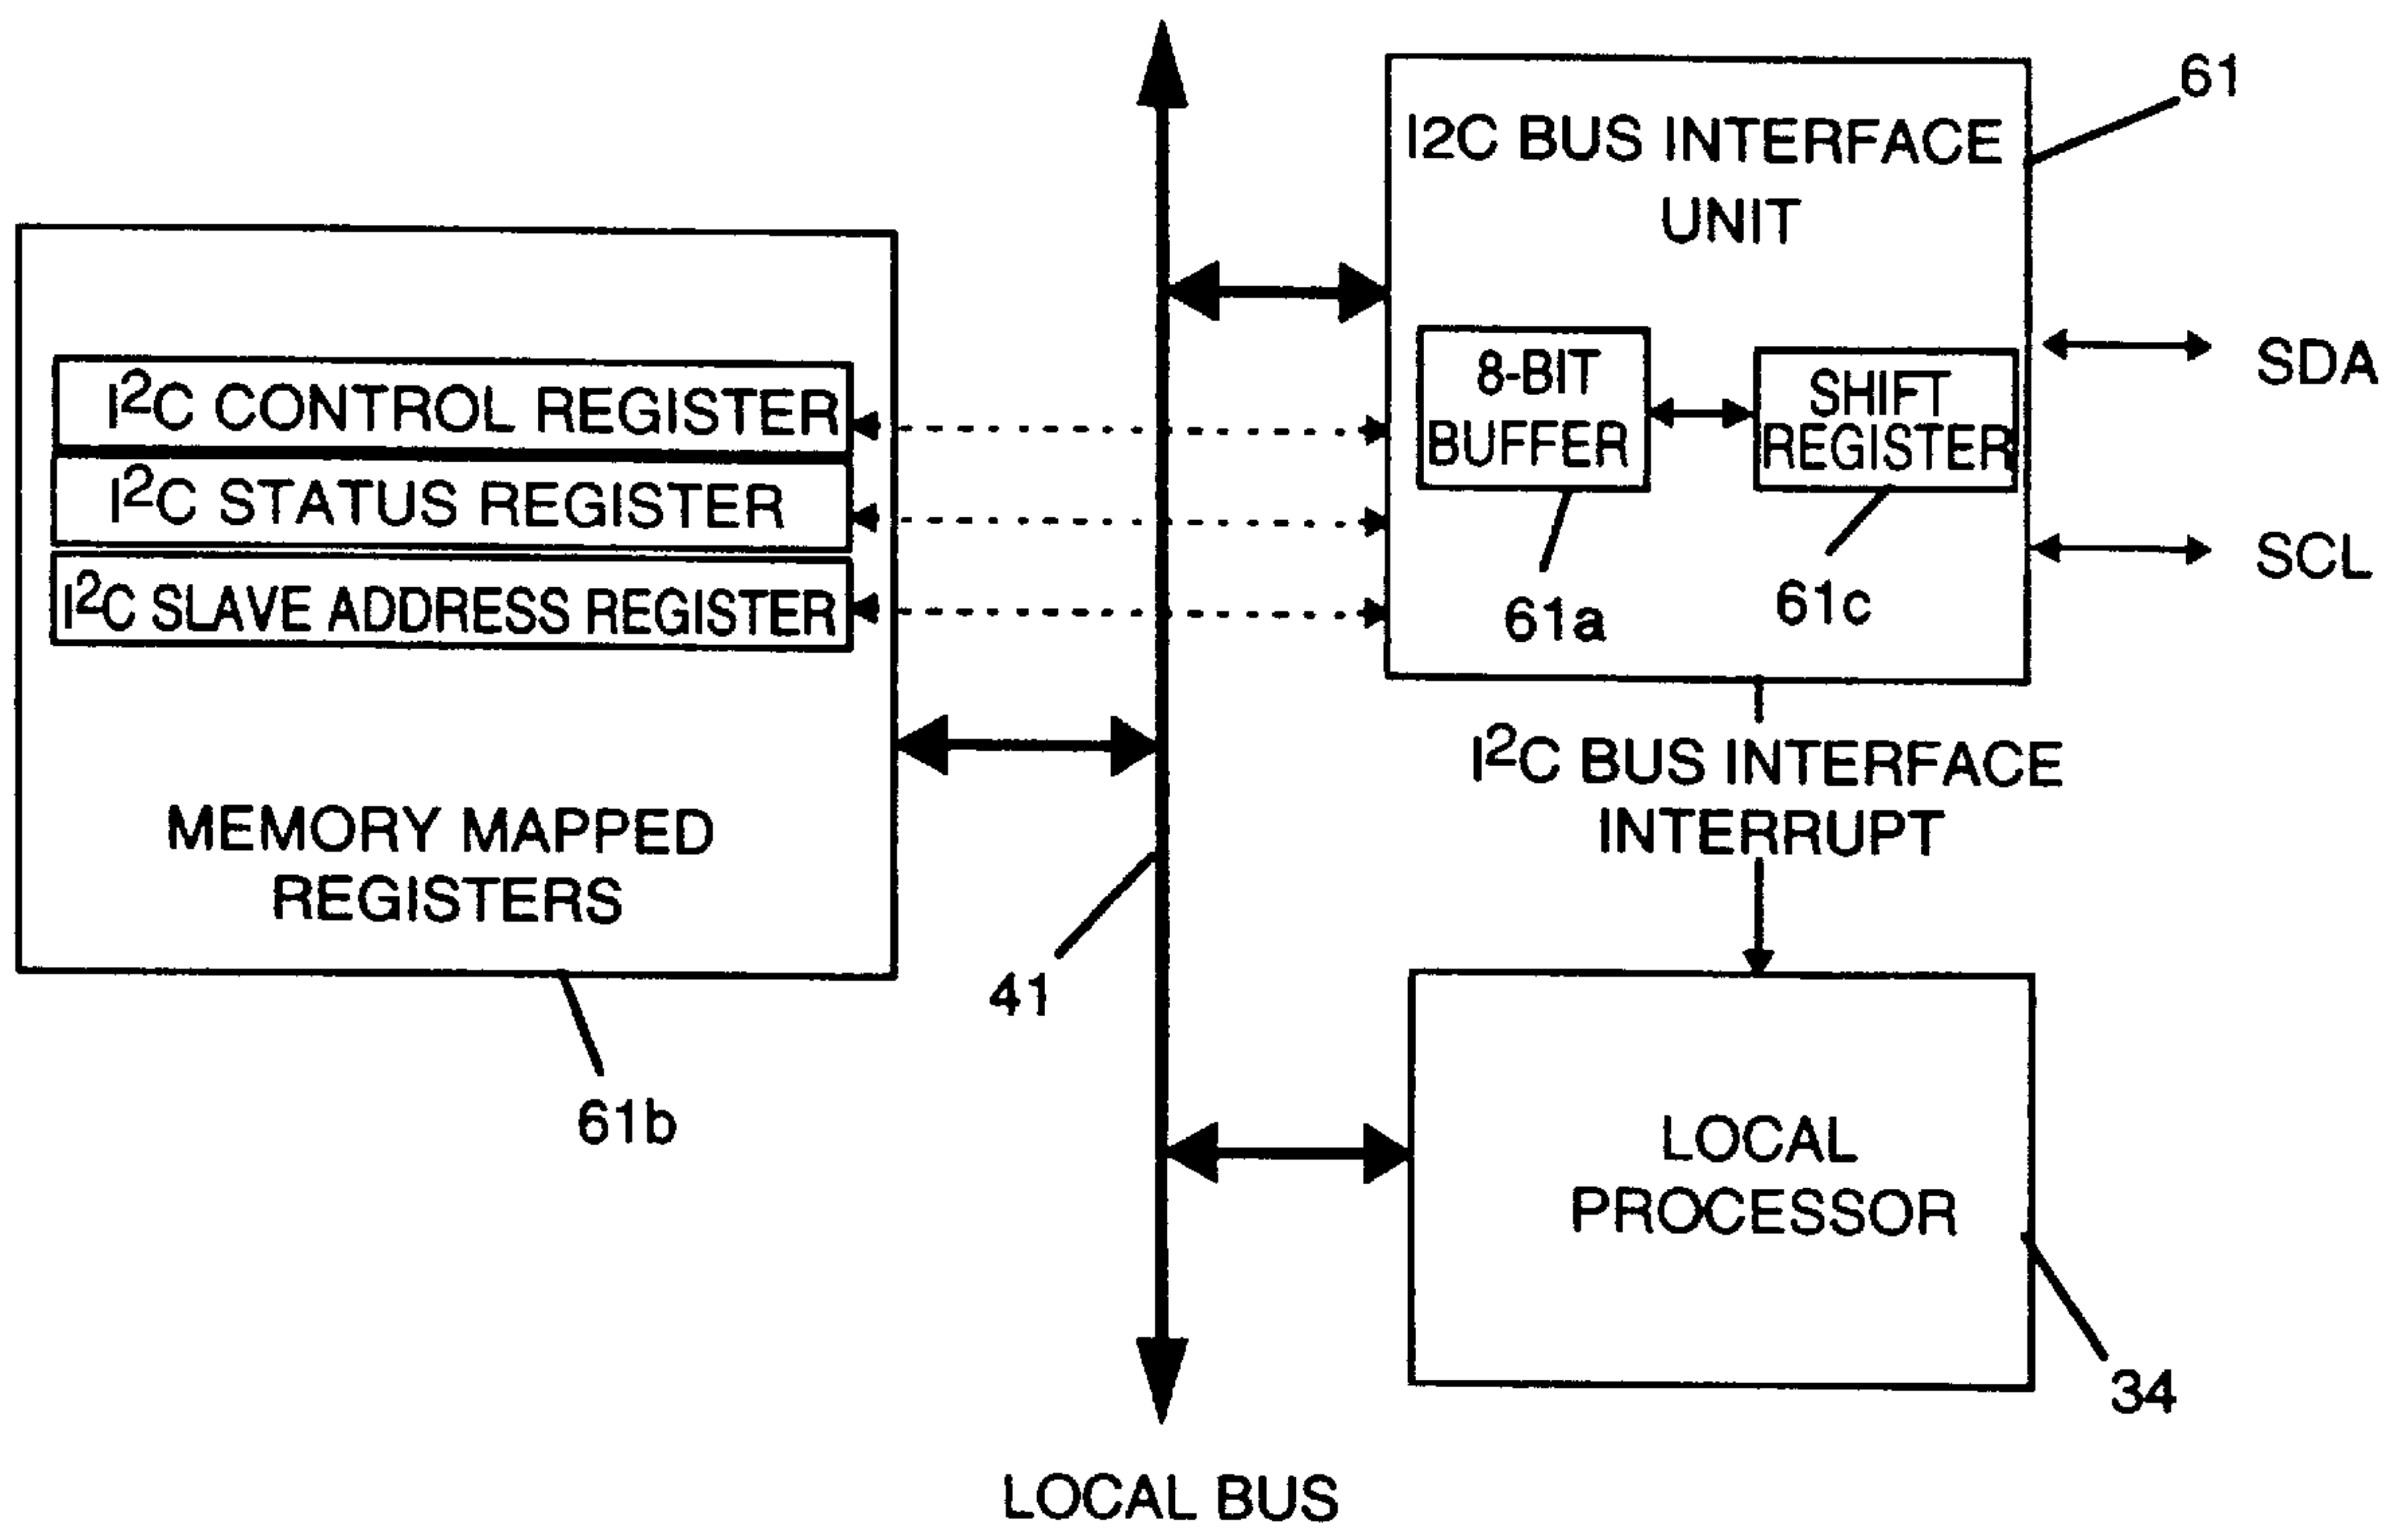 61
I2C BUS INTERFACE
UNIT
8-BIT
BUFFER
SHIFT
REGISTER
SDA
SCL
61a
61c
I²C CONTROL REGISTER
I²C STATUS REGISTER
I²C SLAVE ADDRESS REGISTER
MEMORY MAPPED
REGISTERS
61b
41
I²C BUS INTERFACE
INTERRUPT
LOCAL
PROCESSOR
34
LOCAL BUS